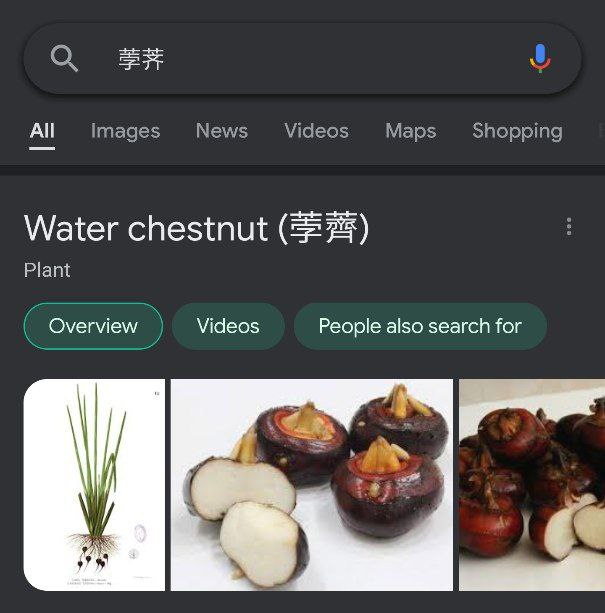 荸荠
All Images News Videos Maps Shopping
Water chestnut (荸薺)
Plant
Overview Videos People also search for